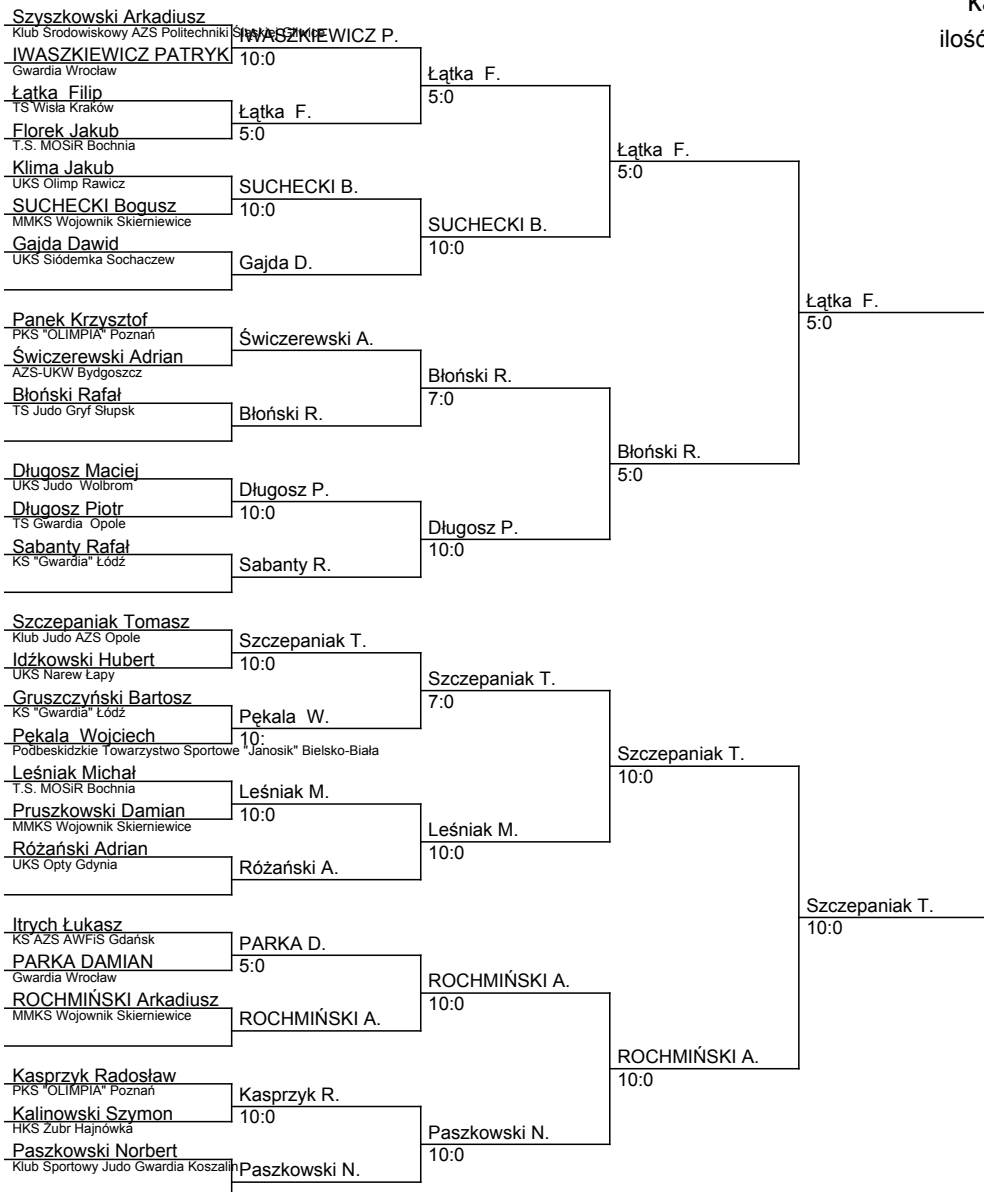 Szyszkowski Arkadiusz
Klub Środowiskowy AZS Politechniki Śląskiej Gliwice
IWASZKIEWICZ PATRYK
Gwardia Wrocław
Łątka Filip
TS Wisła Kraków
Florek Jakub
T.S. MOSiR Bochnia
Klima Jakub
UKS Olimp Rawicz
SUCHECKI Bogusz
MMKS Wojownik Skierniewice
Gajda Dawid
UKS Siódemka Sochaczew
Panek Krzysztof
PKS "OLIMPIA" Poznań
Świczerewski Adrian
AZS-UKW Bydgoszcz
Błoński Rafał
TS Judo Gryf Słupsk
Długosz Maciej
UKS Judo Wolbrom
Długosz Piotr
TS Gwardia Opole
Sabanty Rafał
KS "Gwardia" Łódź
Szczepaniak Tomasz
Klub Judo AZS Opole
Idźkowski Hubert
UKS Narew Łapy
Gruszczyński Bartosz
KS "Gwardia" Łódź
Pękala Wojciech
Podbeskidzkie Towarzystwo Sportowe "Janosik" Bielsko-Biała
Leśniak Michał
T.S. MOSiR Bochnia
Pruszkowski Damian
MMKS Wojownik Skierniewice
Różański Adrian
UKS Opty Gdynia
Itrych Łukasz
KS AZS AWFiS Gdańsk
PARKA DAMIAN
Gwardia Wrocław
ROCHMIŃSKI Arkadiusz
MMKS Wojownik Skierniewice
Kasprzyk Radosław
PKS "OLIMPIA" Poznań
Kalinowski Szymon
HKS Żubr Hajnówka
Paszkowski Norbert
Klub Sportowy Judo Gwardia Koszalin
IWASZKIEWICZ P.
10:0
Łątka F.
5:0
SUCHECKI B.
10:0
Gajda D.
Świczerewski A.
Błoński R.
Długosz P.
10:0
Sabanty R.
Szczepaniak T.
10:0
Pękala W.
10:
Leśniak M.
10:0
Różański A.
PARKA D.
5:0
ROCHMIŃSKI A.
Kasprzyk R.
10:0
Paszkowski N.
Łątka F.
5:0
SUCHECKI B.
10:0
Błoński R.
7:0
Długosz P.
10:0
Szczepaniak T.
7:0
Leśniak M.
10:0
ROCHMIŃSKI A.
10:0
Paszkowski N.
10:0
Łątka F.
5:0
Błoński R.
5:0
Szczepaniak T.
10:0
ROCHMIŃSKI A.
10:0
Łątka F.
5:0
Szczepaniak T.
10:0
ilość